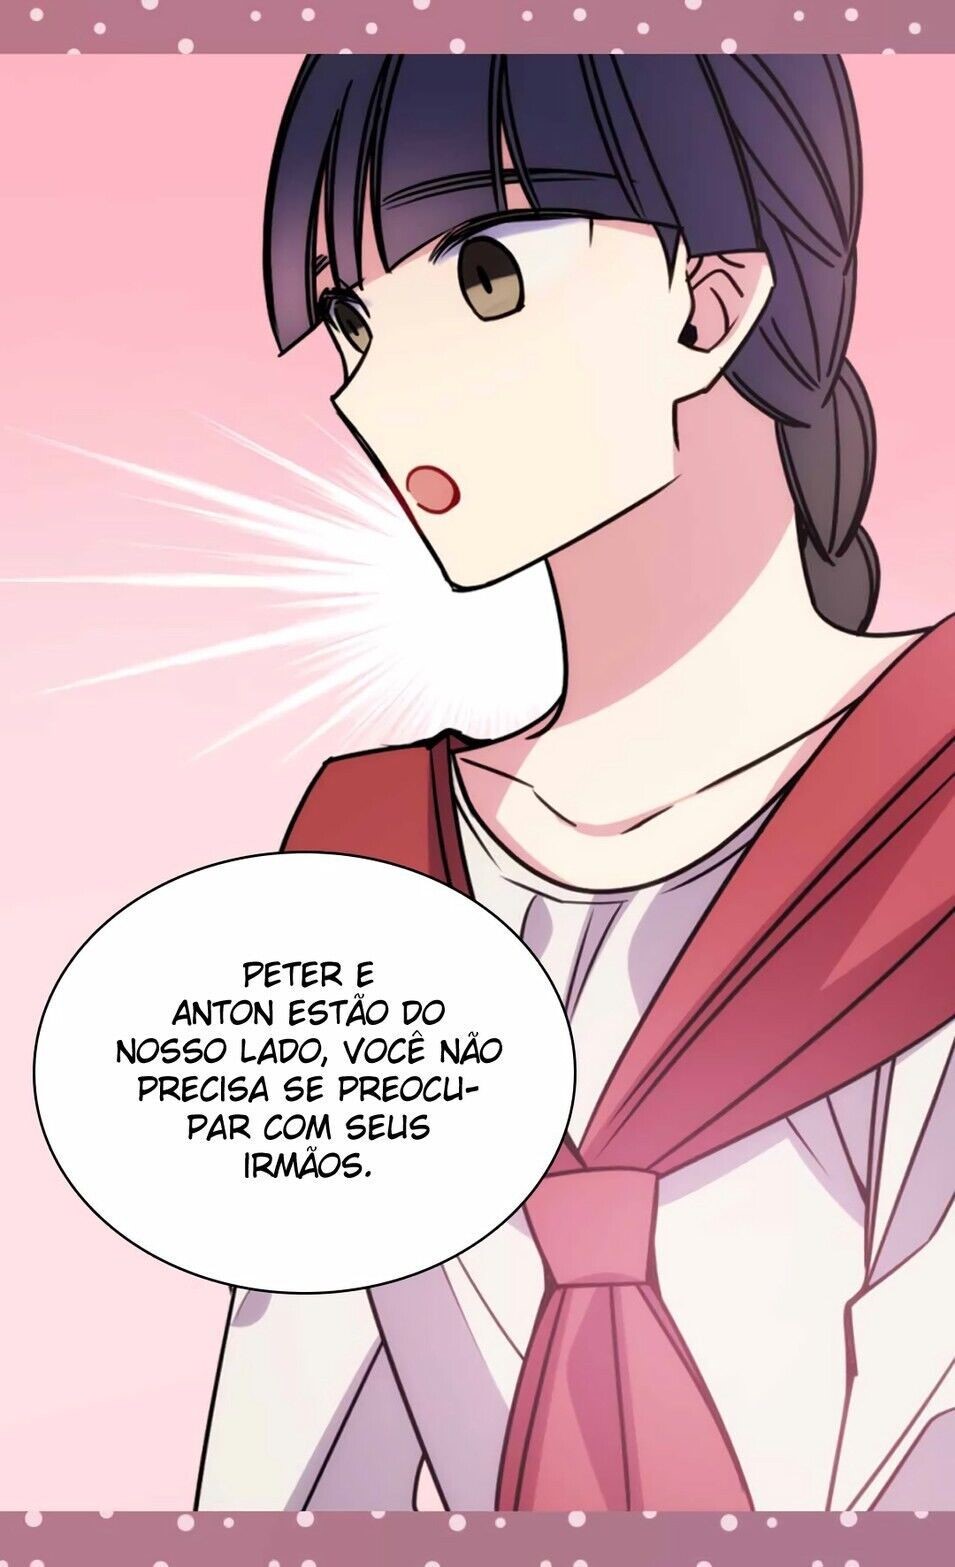 PETER E
ANTON ESTÃO DO
NOSSO LADO, VOCÊ NÃO
PRECISA SE PREOCU-
PAR COM SEUS
IRMÃOS.